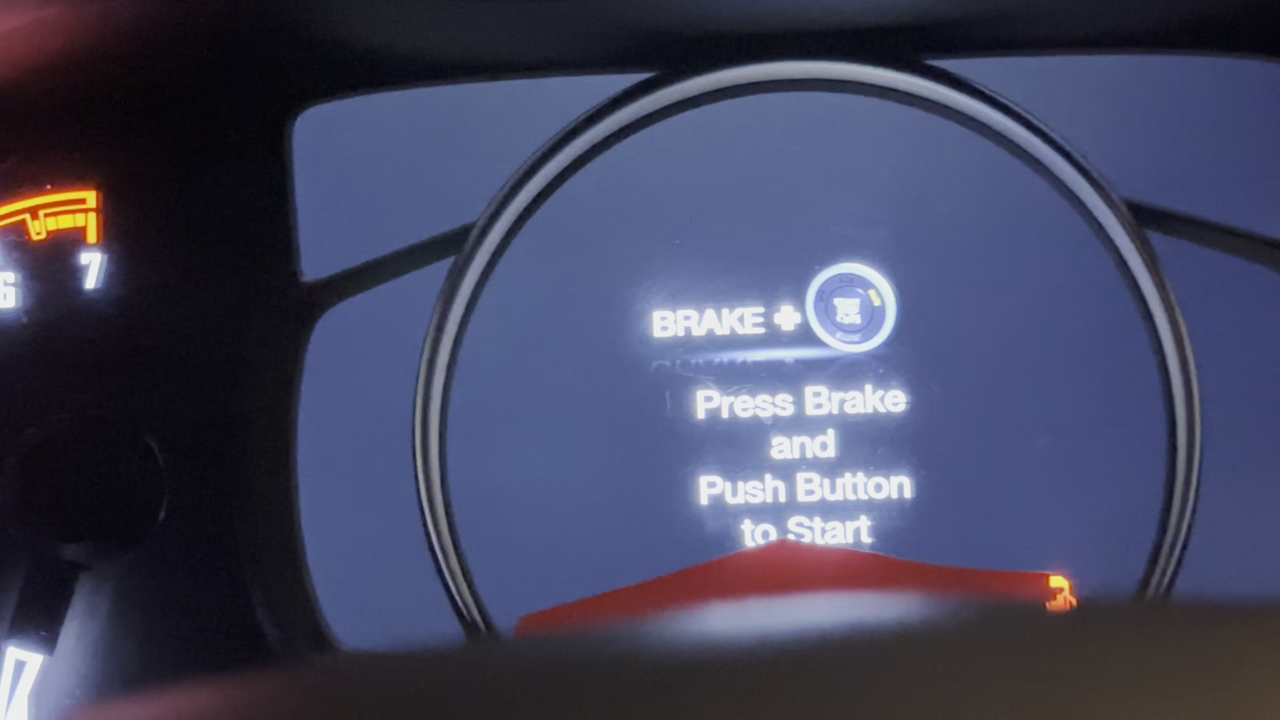 6
7
BRAKE +
Press Brake
and
Push Button
to Start